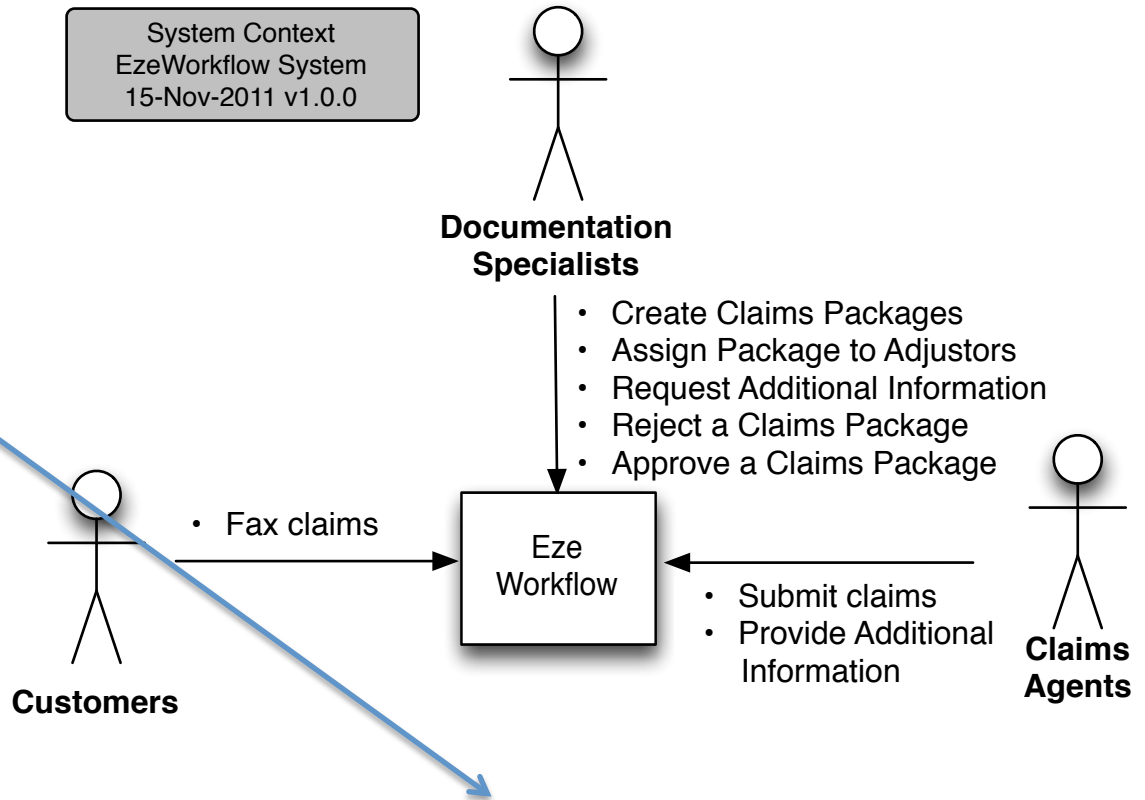 System Context
EzeWorkflow System
15-Nov-2011 v1.0.0
Documentation
Specialists
• Create Claims Packages
• Assign Package to Adjustors
• Request Additional Information
• Reject a Claims Package
• Approve a Claims Package
• Fax claims
Eze
Workflow
• Submit claims
• Provide Additional
Information
Customers
Claims
Agents